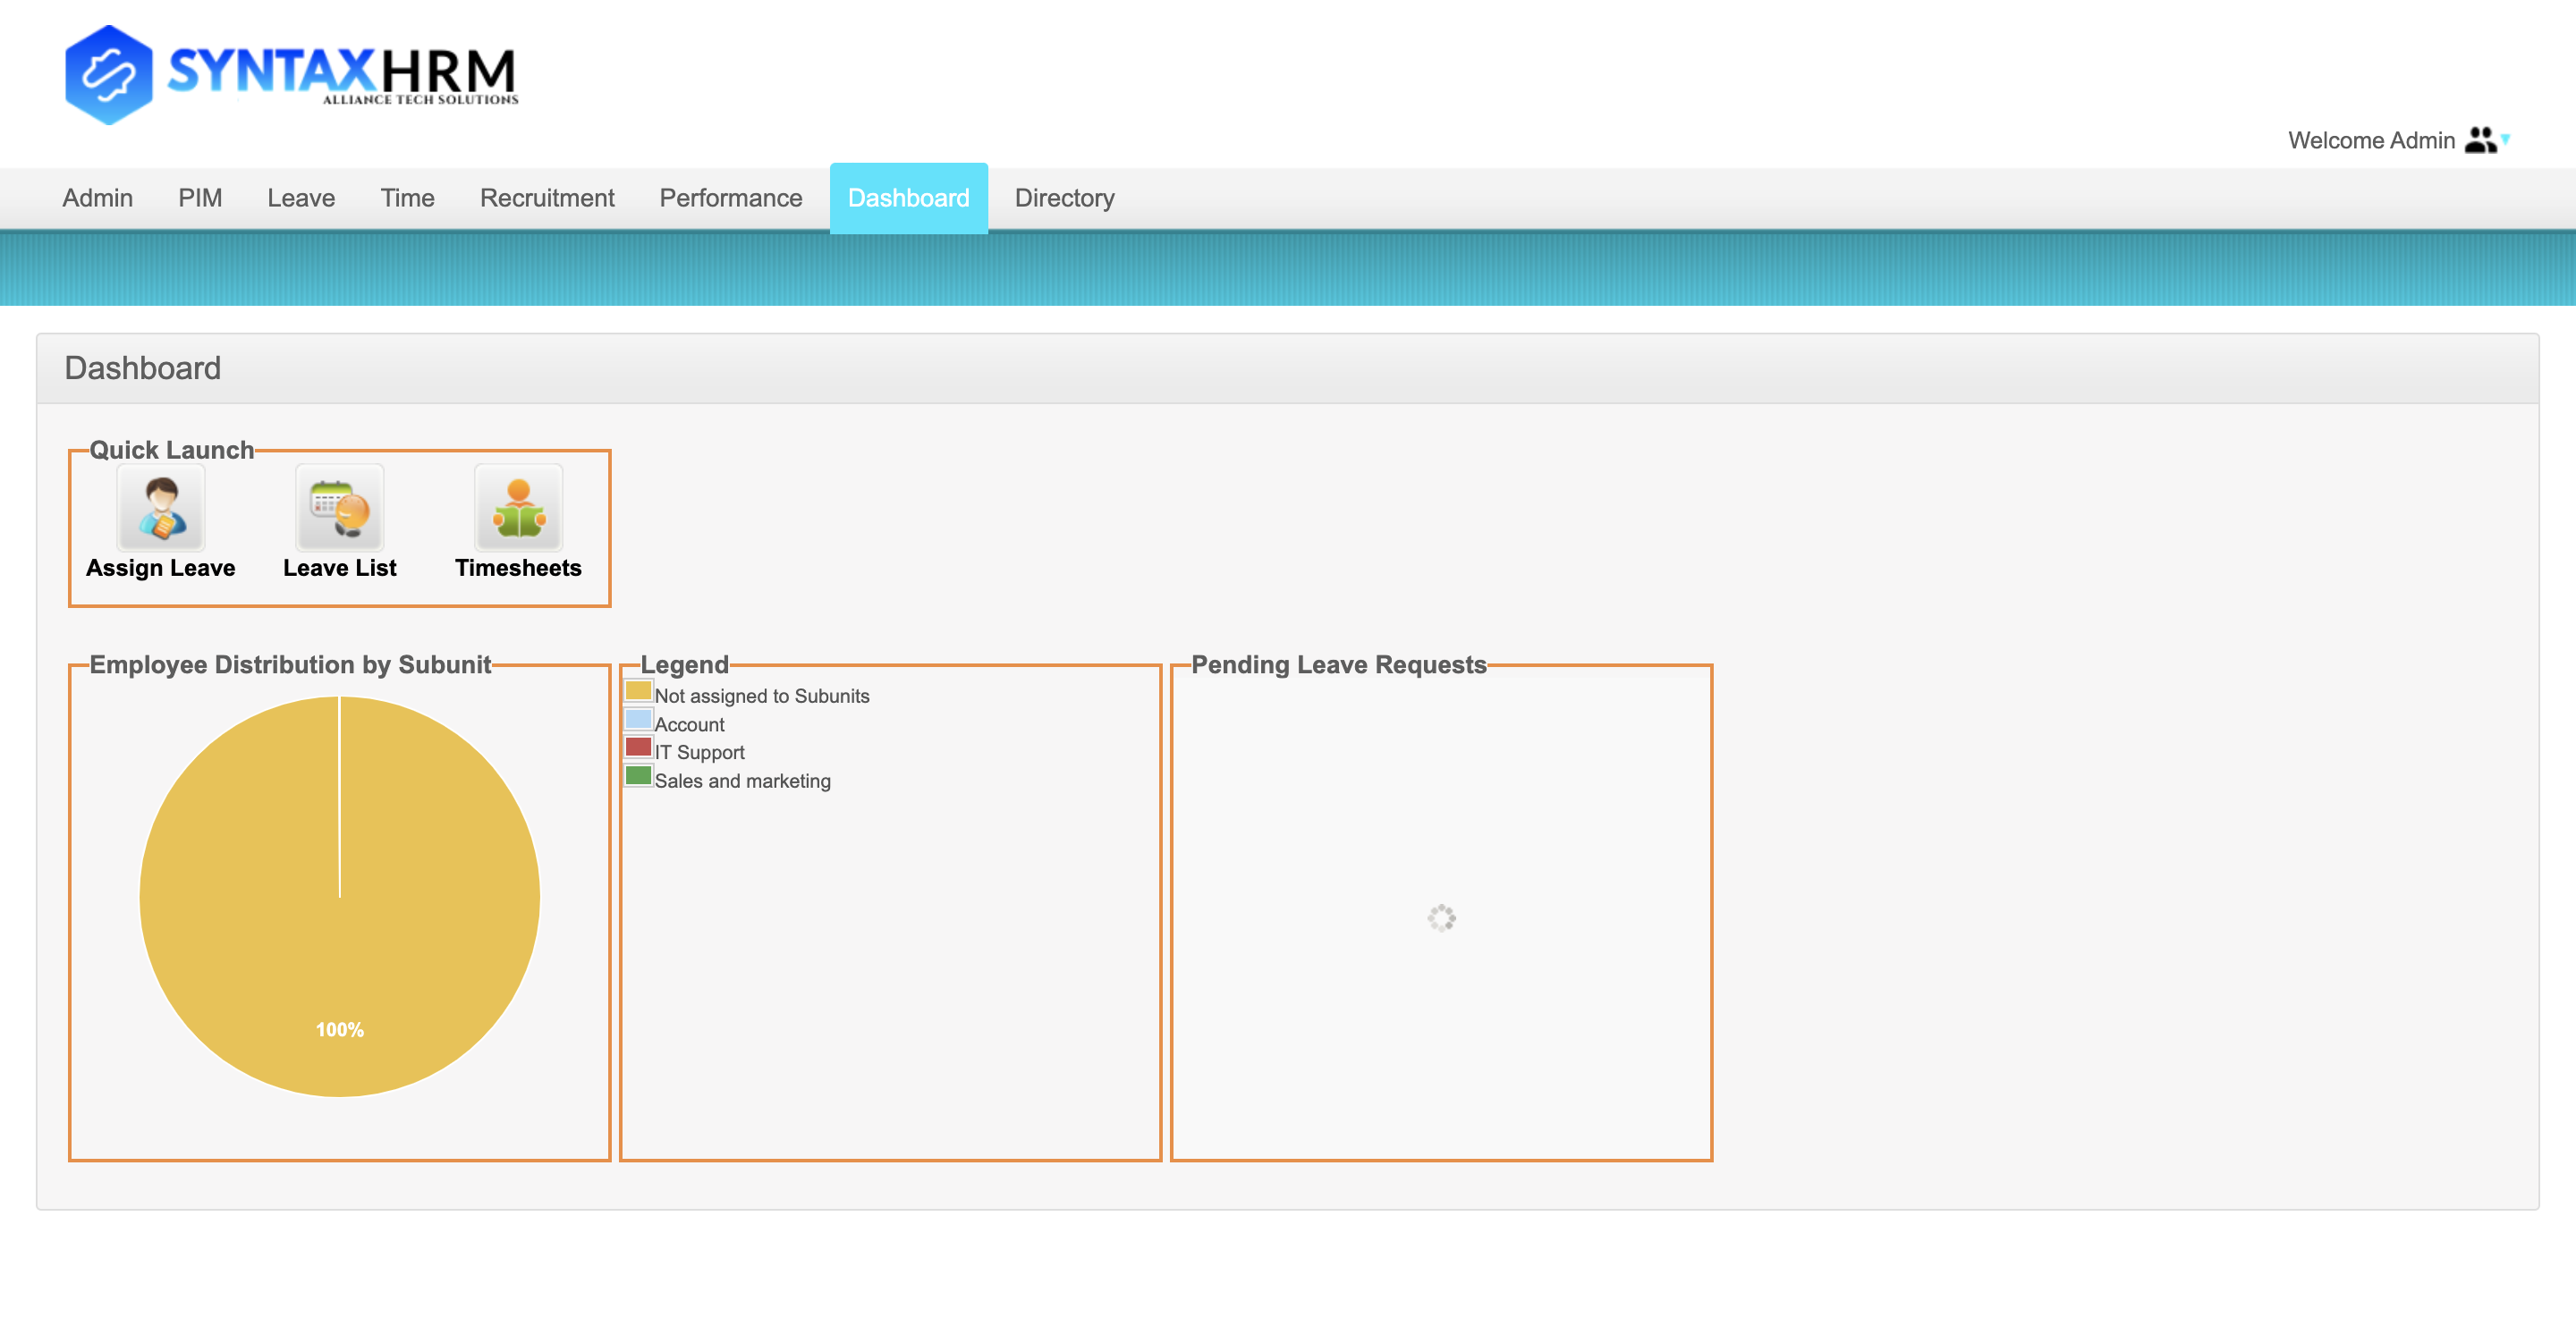 SYNTAXHRM
ALLIANCE TECH SOLUTIONS
Welcome Admin
Admin PIM Leave Time Recruitment Performance Dashboard Directory
Dashboard
Quick Launch
Assign Leave Leave List Timesheets
Employee Distribution by Subunit
100%
Legend
Not assigned to Subunits
Account
IT Support
Sales and marketing
Pending Leave Requests